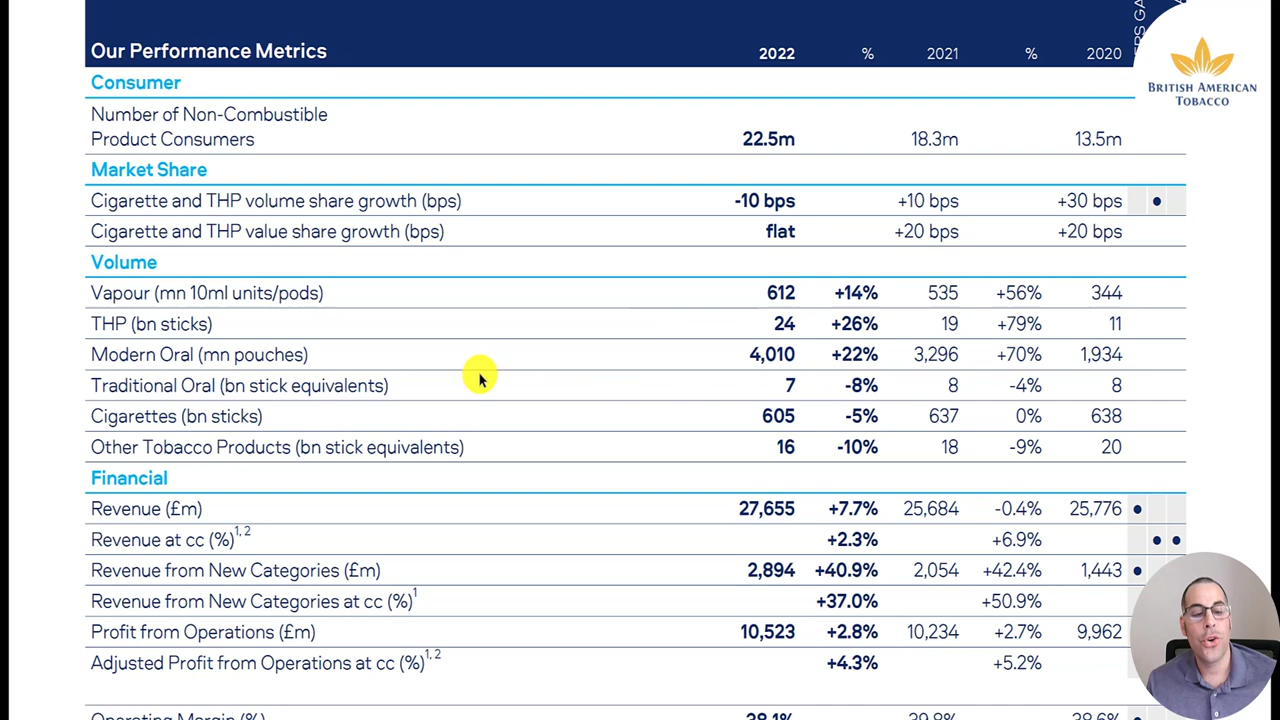 Our Performance Metrics 2022 % 2021 % 2020
BRITISH AMERICAN
TOBACCO
Consumer
Number of Non-Combustible
Product Consumers 22.5m 18.3m 13.5m
Market Share
Cigarette and THP volume share growth (bps) -10 bps +10 bps +30 bps •
Cigarette and THP value share growth (bps) flat +20 bps +20 bps
Volume
Vapour (mn 10ml units/pods) 612 +14% 535 +56% 344
THP (bn sticks) 24 +26% 19 +79% 11
Modern Oral (mn pouches) 4,010 +22% 3,296 +70% 1,934
Traditional Oral (bn stick equivalents) 7 -8% 8 -4% 8
Cigarettes (bn sticks) 605 -5% 637 0% 638
Other Tobacco Products (bn stick equivalents) 16 -10% 18 -9% 20
Financial
Revenue (£m) 27,655 +7.7% 25,684 -0.4% 25,776 •
Revenue at cc (%)1, 2 +2.3% +6.9% • •
Revenue from New Categories (£m) 2,894 +40.9% 2,054 +42.4% 1,443 •
Revenue from New Categories at cc (%)1 +37.0% +50.9%
Profit from Operations (£m) 10,523 +2.8% 10,234 +2.7% 9,962
Adjusted Profit from Operations at cc (%)1, 2 +4.3% +5.2%
Operating Margin (%) 38.1% 39.8% 38.6%